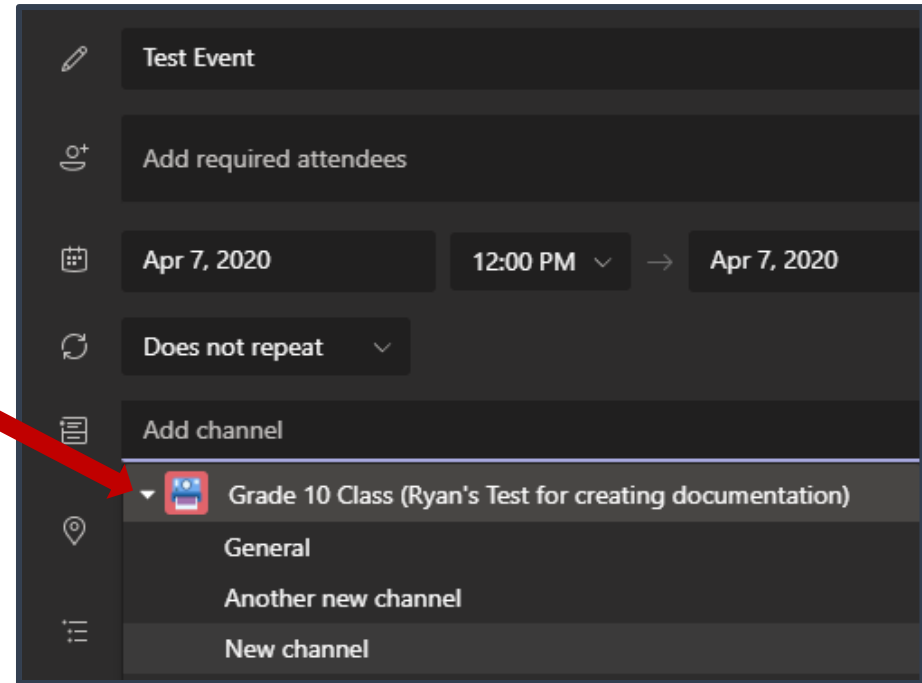 Test Event
Add required attendees
Apr 7, 2020 12:00 PM → Apr 7, 2020
Does not repeat
Add channel
Grade 10 Class (Ryan's Test for creating documentation)
General
Another new channel
New channel